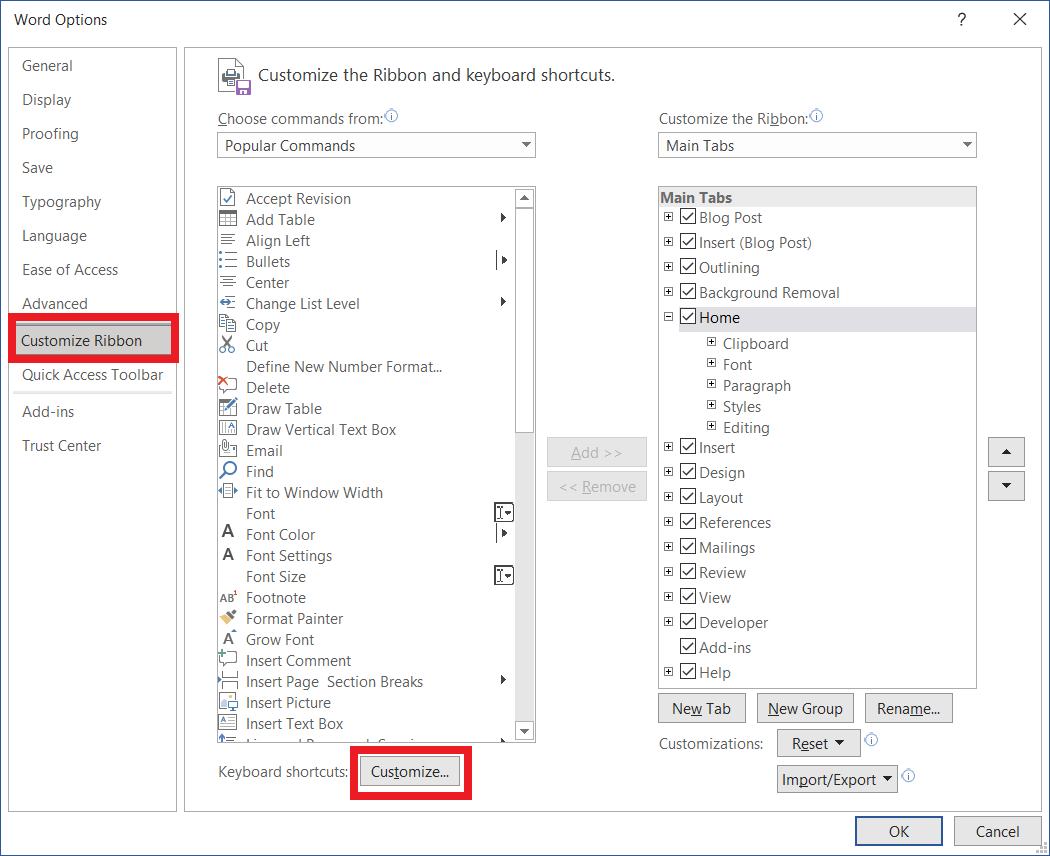 Word Options
?
General
Display
Proofing
Save
Typography
Language
Ease of Access
Advanced
Customize Ribbon
Quick Access Toolbar
Add-ins
Trust Center
Customize the Ribbon and keyboard shortcuts.
Choose commands from:
Popular Commands
Accept Revision
Add Table
Align Left
Bullets
Center
Change List Level
Copy
Cut
Define New Number Format...
Delete
Draw Table
Draw Vertical Text Box
Email
Find
Fit to Window Width
Font
Font Color
Font Settings
Font Size
Footnote
Format Painter
Grow Font
Insert Comment
Insert Page  Section Breaks
Insert Picture
Insert Text Box
Keyboard shortcuts:
Customize...
Add >>
<< Remove
Customize the Ribbon:
Main Tabs
Main Tabs
Blog Post
Insert (Blog Post)
Outlining
Background Removal
Home
Clipboard
Font
Paragraph
Styles
Editing
Insert
Design
Layout
References
Mailings
Review
View
Developer
Add-ins
Help
New Tab
New Group
Rename...
Customizations:
Reset
Import/Export
OK
Cancel